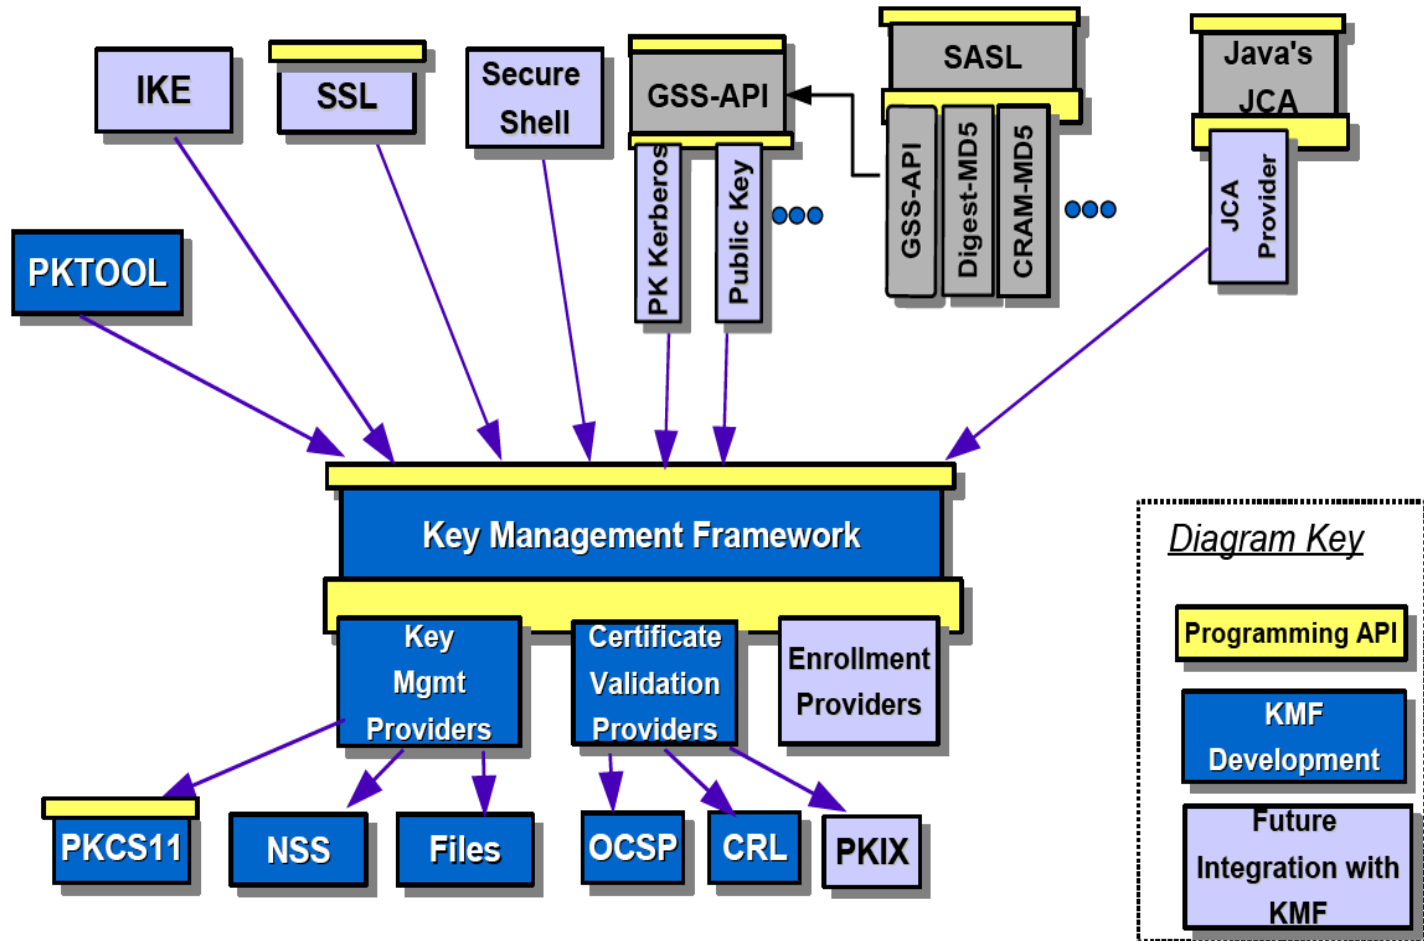 IKE
SSL
Secure
Shell
GSS-API
SASL
Java's
JCA
PK Kerberos
Public Key
GSS-API
Digest-MD5
CRAM-MD5
JCA
Provider
PKTOOL
Key Management Framework
Key
Mgmt
Providers
Certificate
Validation
Providers
Enrollment
Providers
PKCS11
NSS
Files
OCSP
CRL
PKIX
Diagram Key
Programming API
KMF
Development
Future
Integration with
KMF